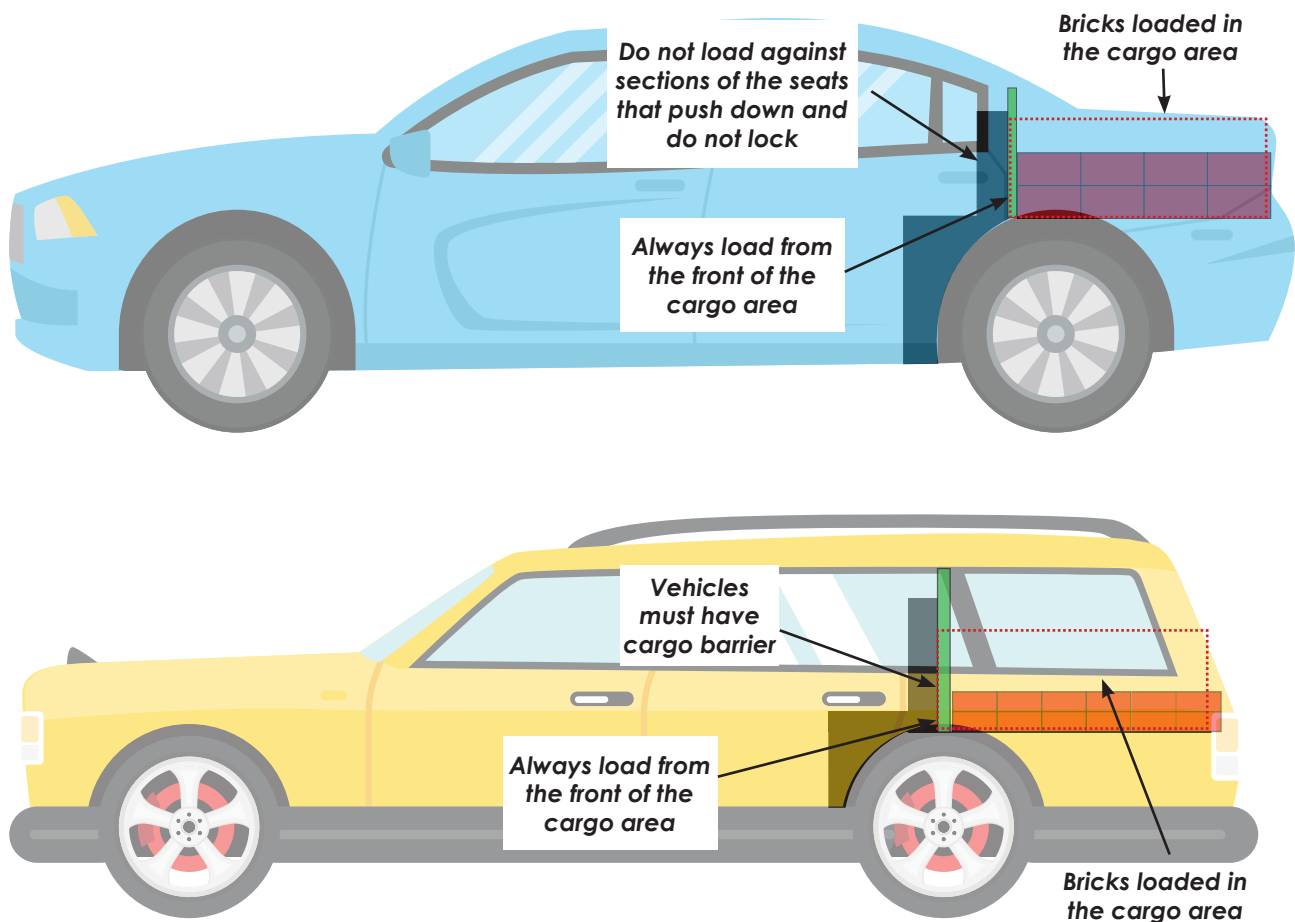 Bricks loaded in
the cargo area
Do not load against
sections of the seats
that push down and
do not lock
Always load from
the front of the
cargo area
Vehicles
must have
cargo barrier
Always load from
the front of the
cargo area
Bricks loaded in
the cargo area